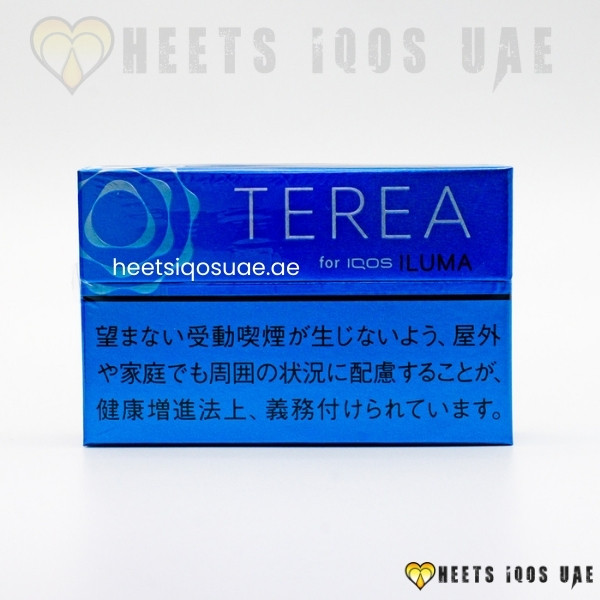 HEETS iQOS UAE
TEREA
heetsiqosuae.ae
for IQOS ILUMA
望まない受動喫煙が生じないよう、屋外
や家庭でも周囲の状況に配慮することが、
健康増進法上、義務付けられています。
HEETS iQOS UAE